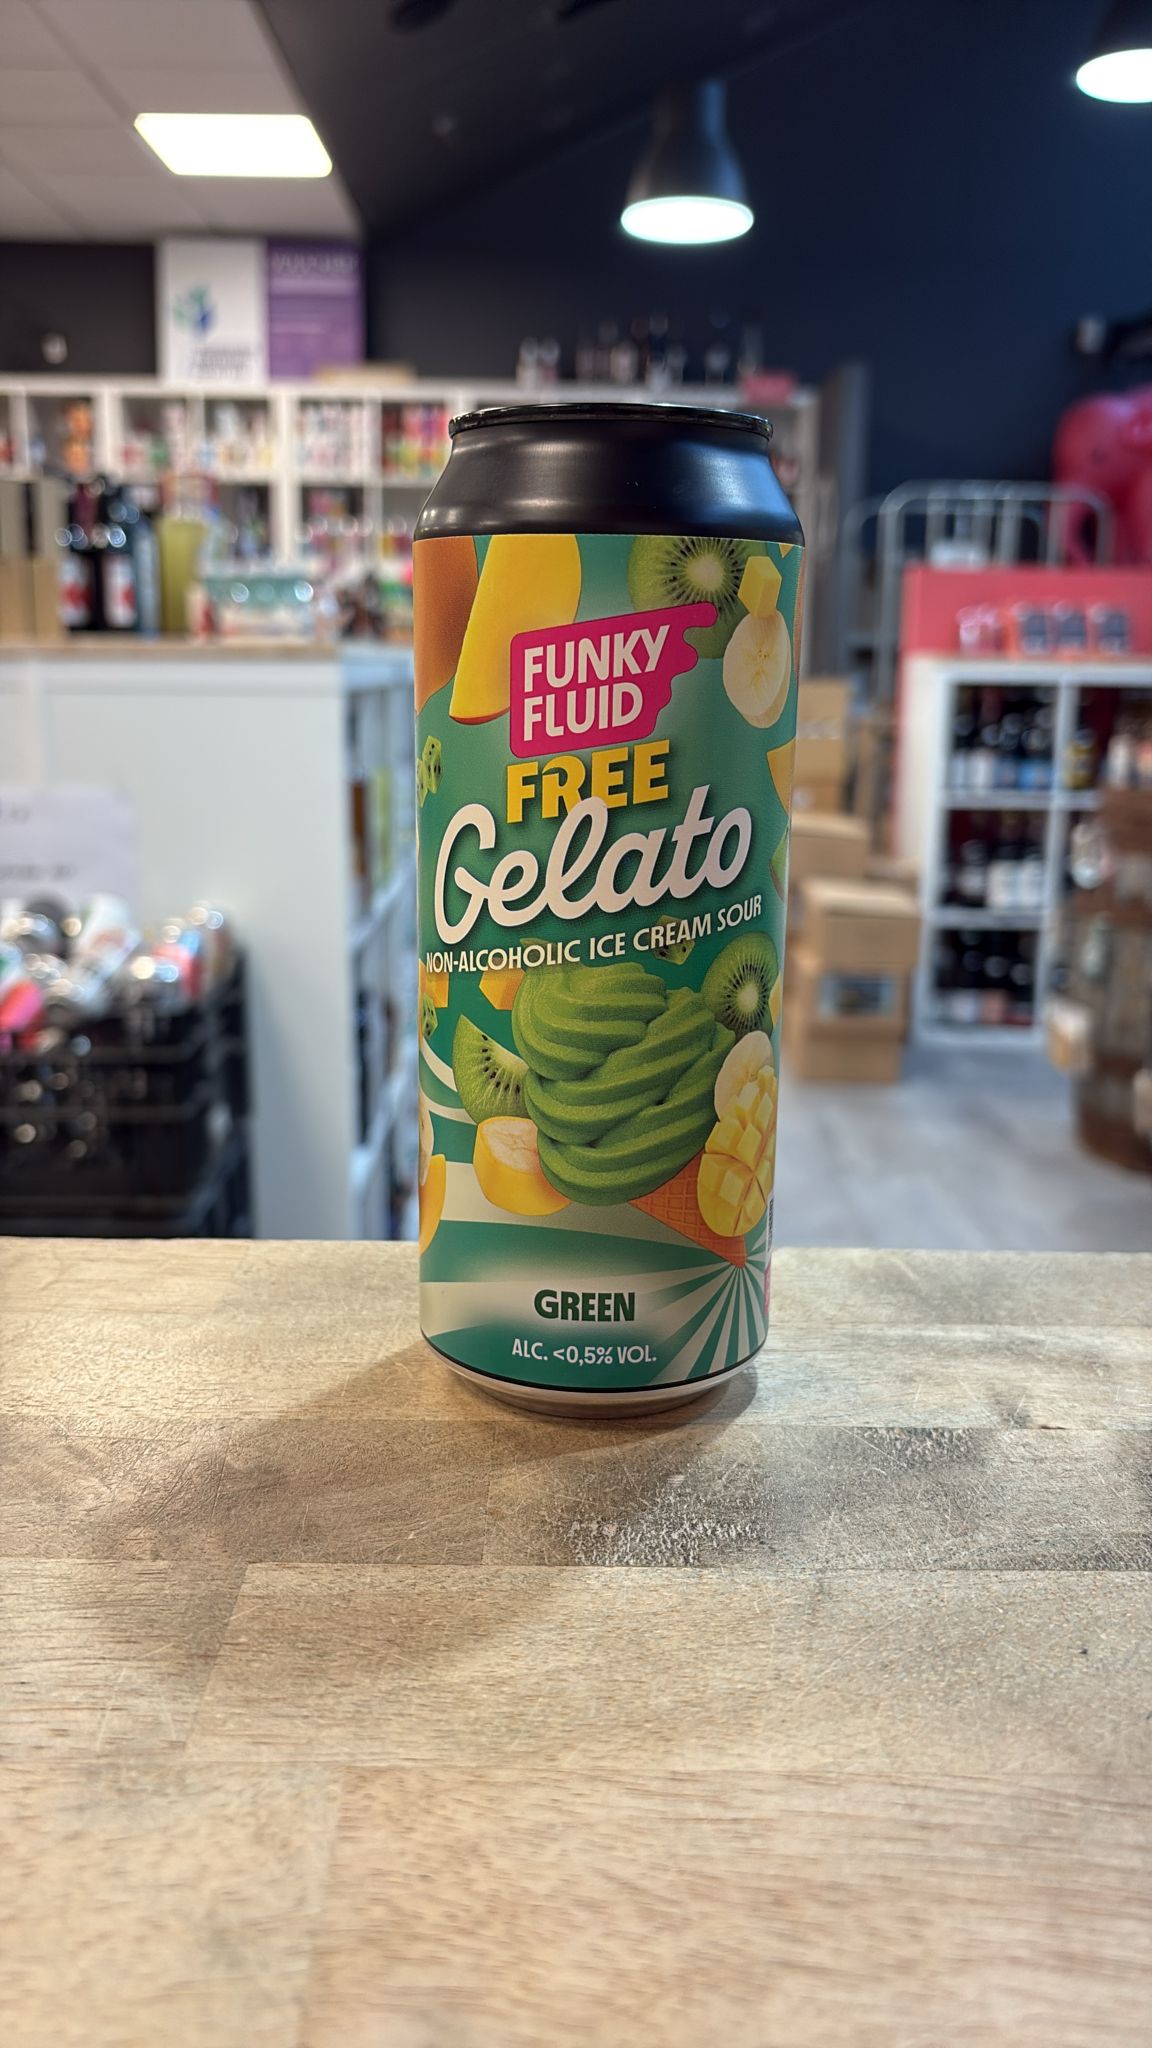 FUNKY
FLUID
FREE
Gelato
NON-ALCOHOLIC ICE CREAM SOUR
GREEN
ALC. <0,5% VOL.